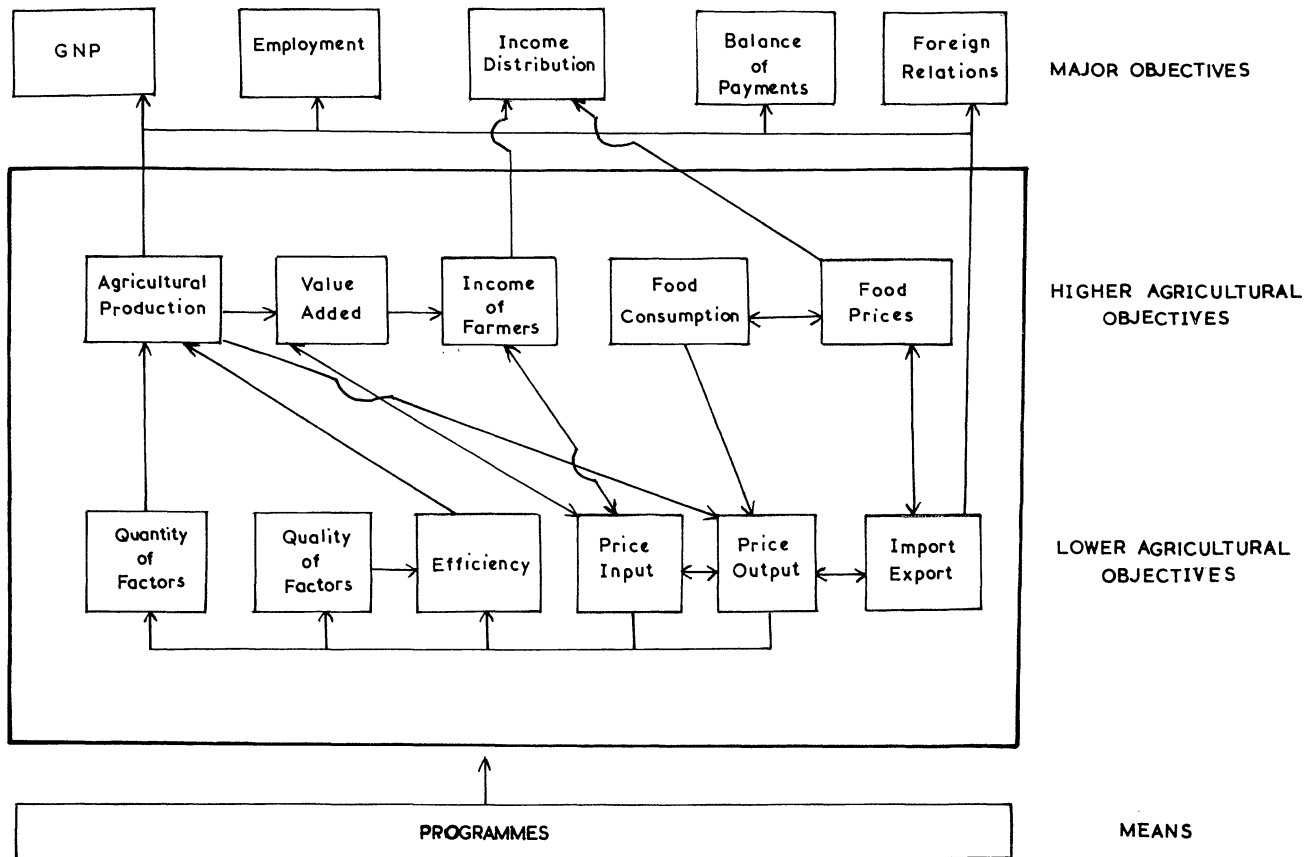 GNP
Employment
Income
Distribution
Balance
of
Payments
Foreign
Relations
MAJOR OBJECTIVES
Agricultural
Production
Value
Added
Income
of
Farmers
Food
Consumption
Food
Prices
HIGHER AGRICULTURAL
OBJECTIVES
Quantity
of
Factors
Quality
of
Factors
Efficiency
Price
Input
Price
Output
Import
Export
LOWER AGRICULTURAL
OBJECTIVES
PROGRAMMES
MEANS